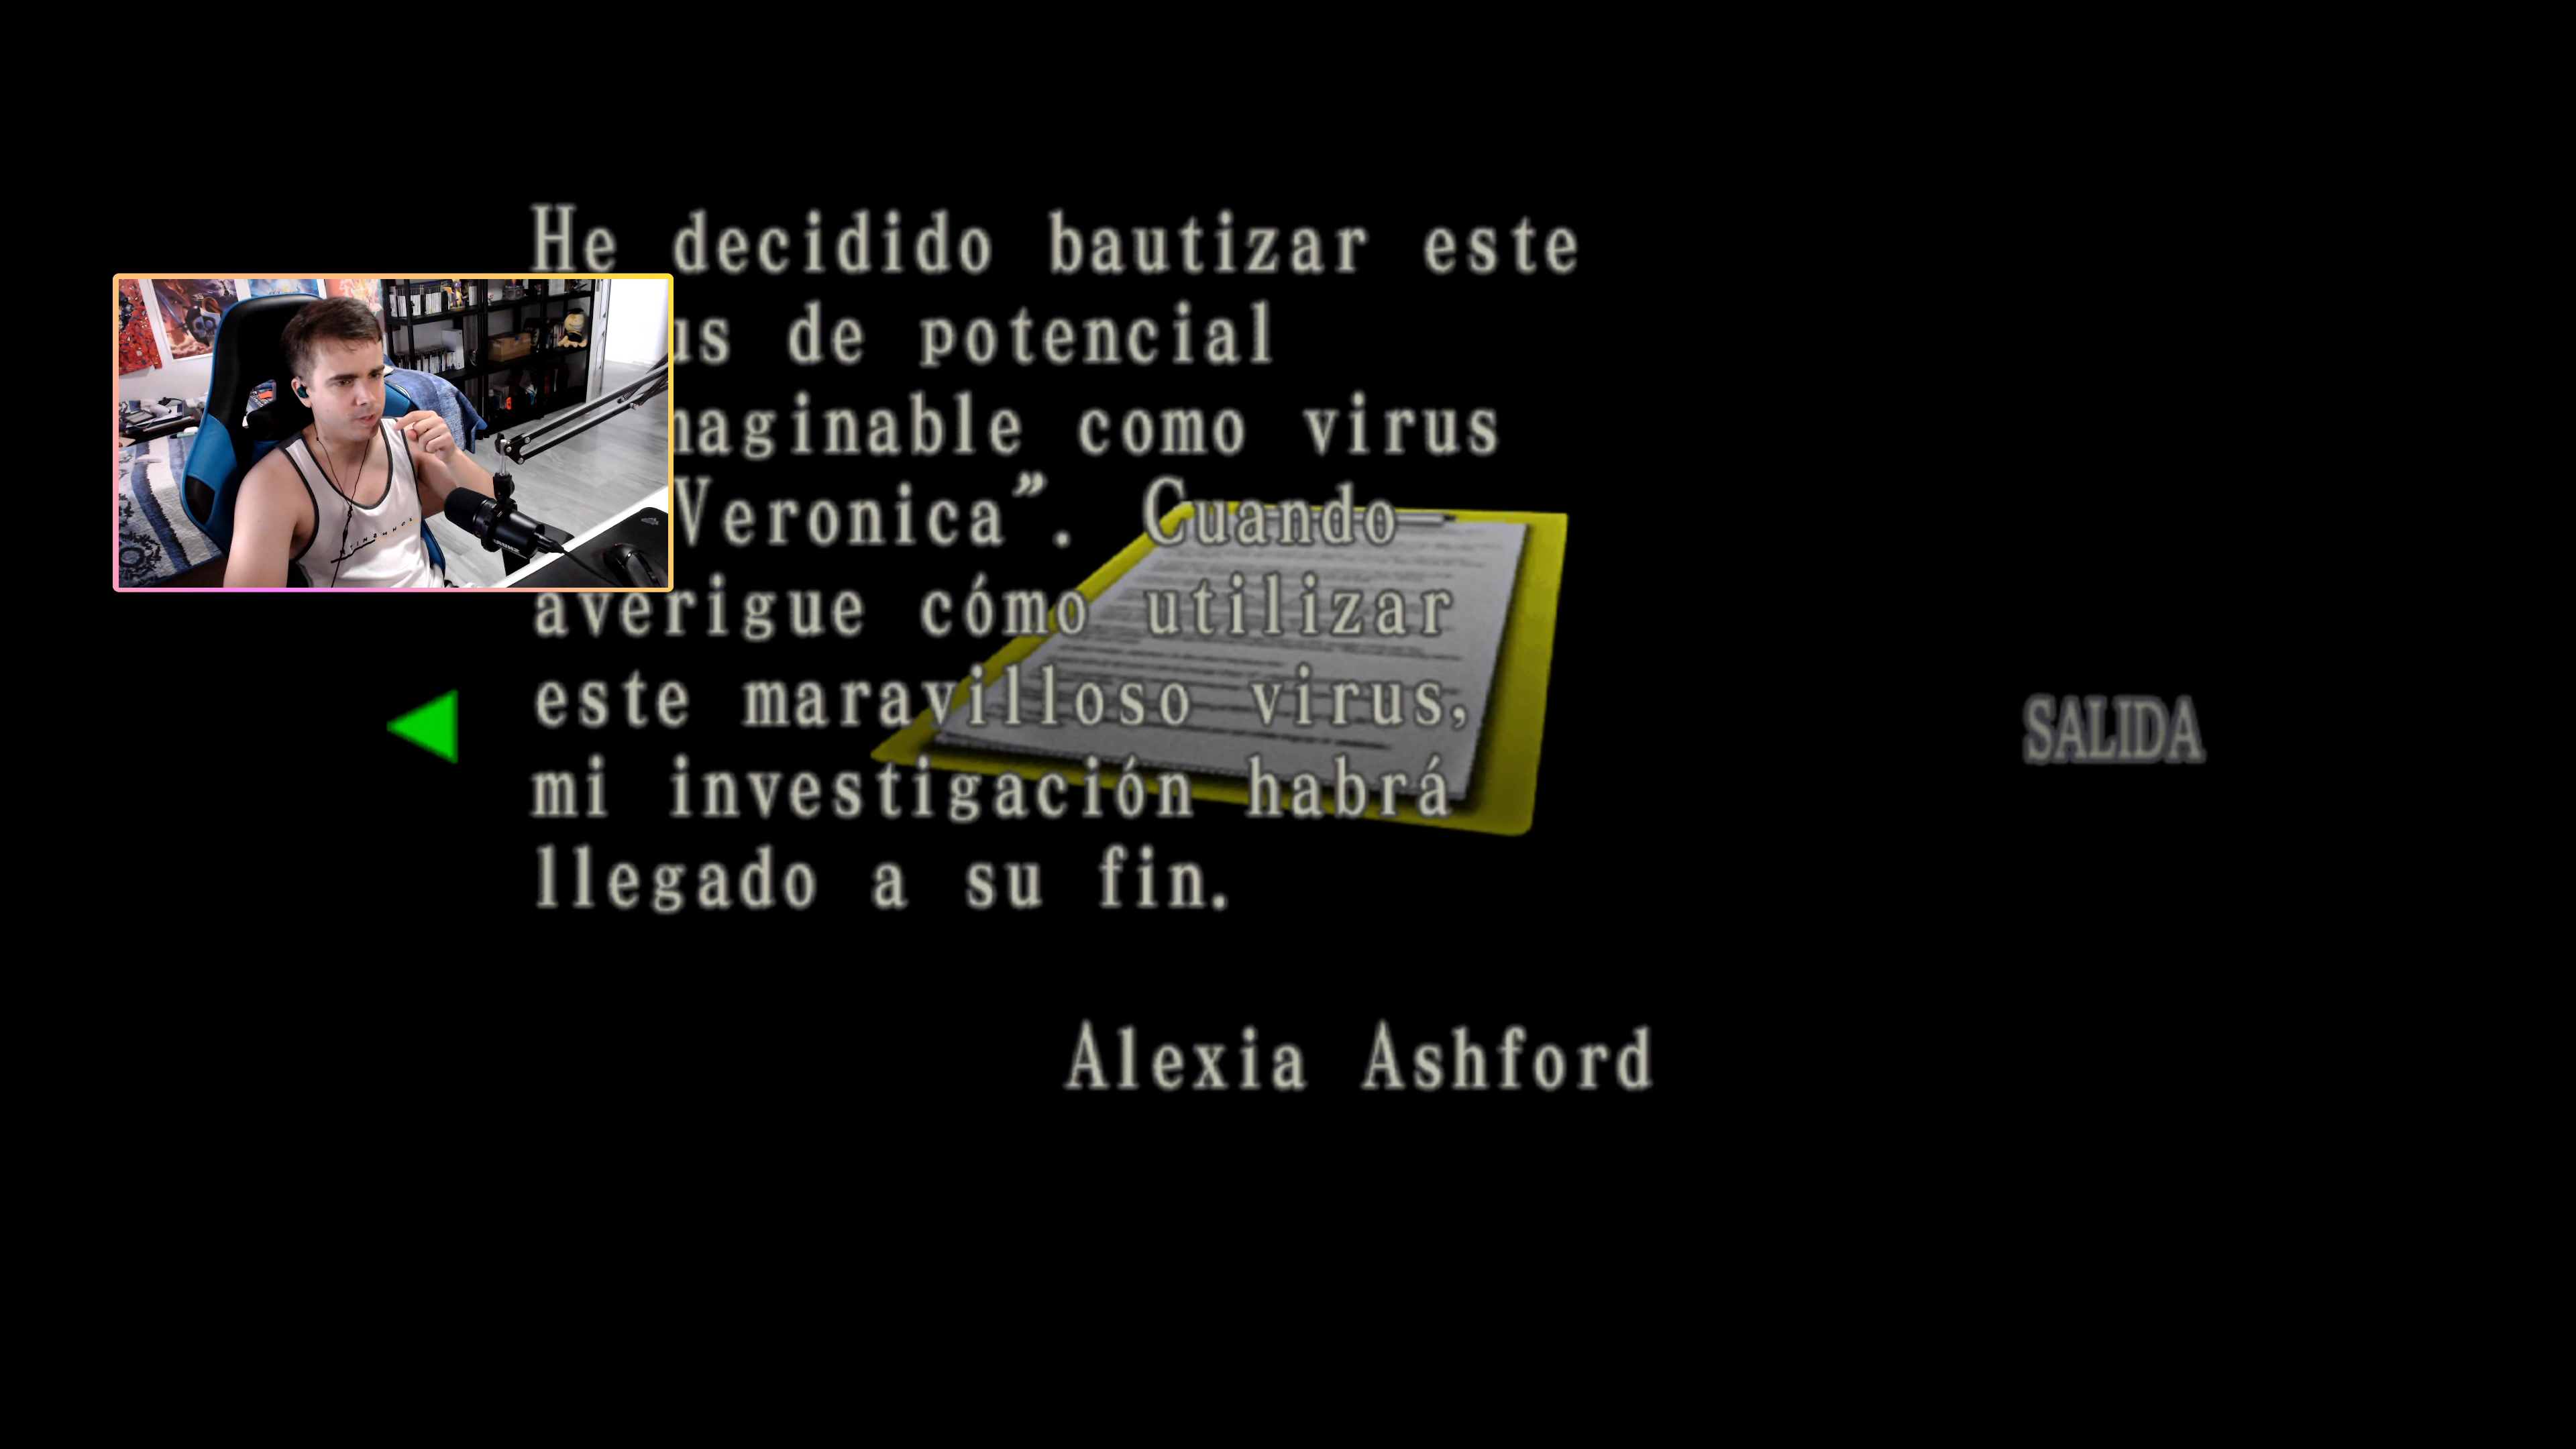 He decidido bautizar este
de potencial
como virus
Veronica”. Cuando
averigue cómo utilizar
este maravilloso virus,
mi investigación habrá
llegado a su fin.
Alexia Ashford
SALIDA